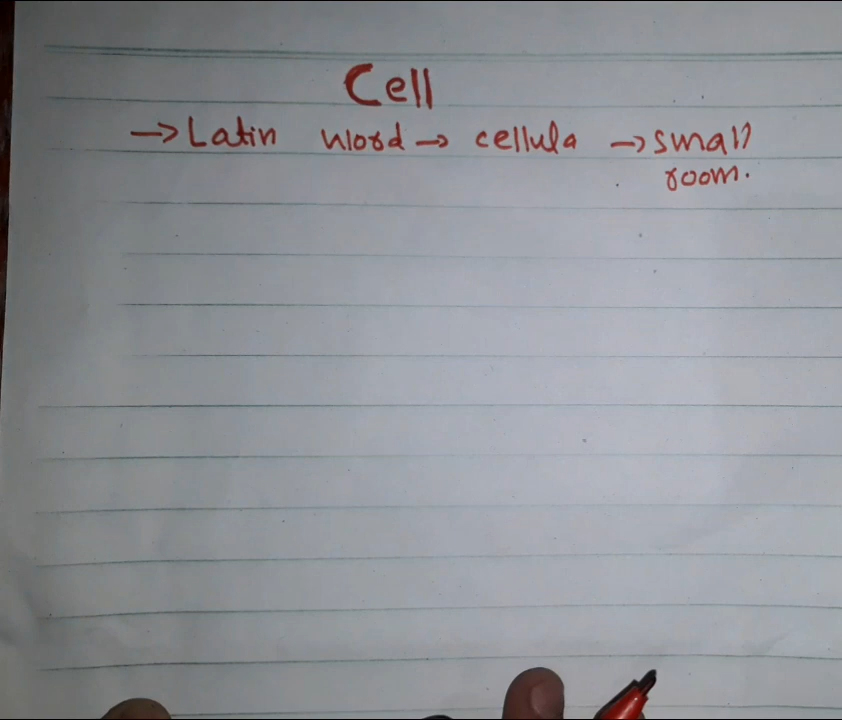 Cell
→ Latin word → cellula → small
room.